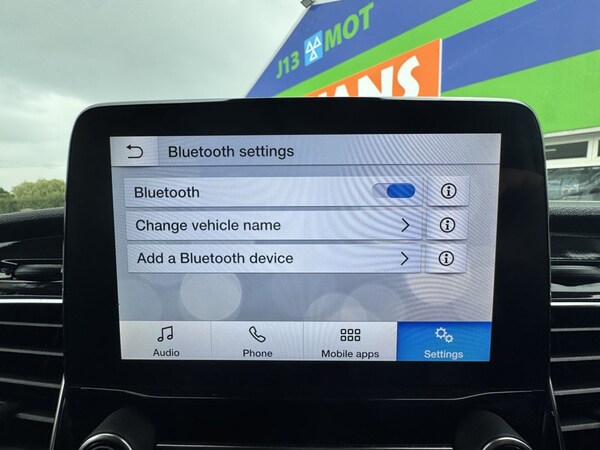 J13 MOT
ANS
Bluetooth settings
Bluetooth
Change vehicle name
Add a Bluetooth device
Audio
Phone
Mobile apps
Settings